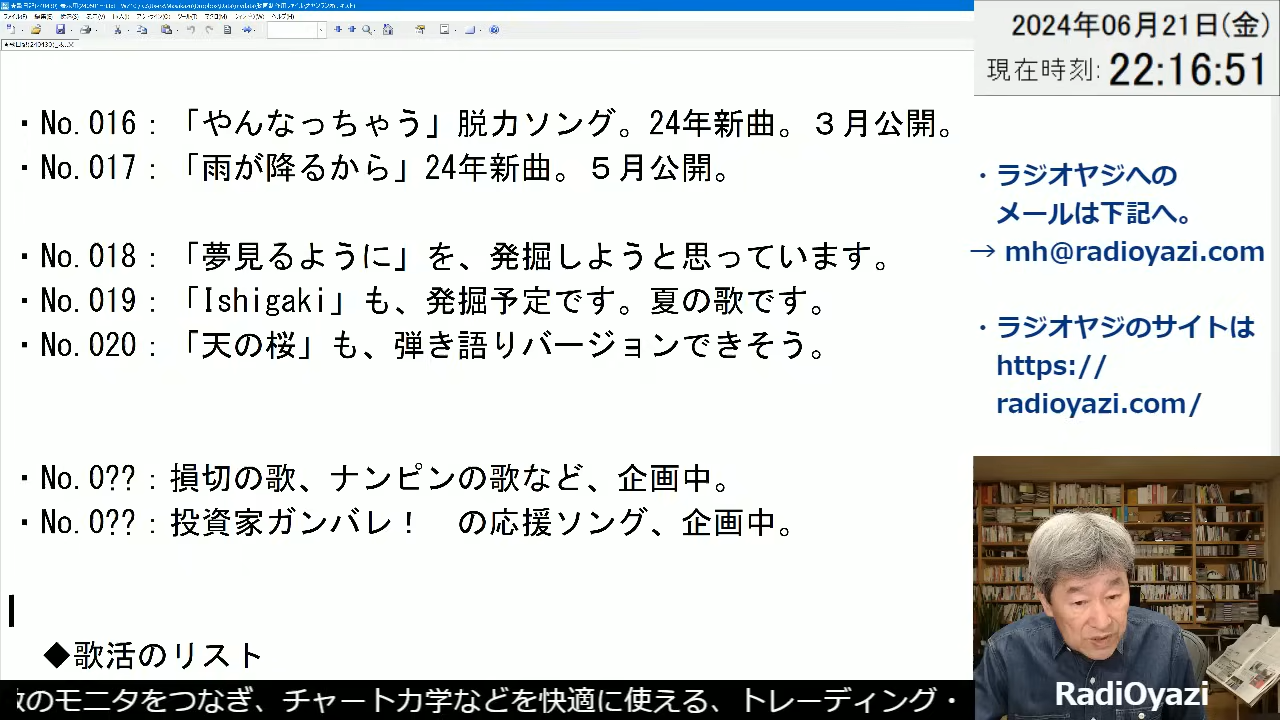 2024年06月21日(金)
現在時刻: 22:16:51
・No.016：「やんなっちゃう」脱力ソング。24年新曲。３月公開。
・No.017：「雨が降るから」24年新曲。５月公開。
・No.018：「夢見るように」を、発掘しようと思っています。
・No.019：「Ishigaki」も、発掘予定です。夏の歌です。
・No.020：「天の桜」も、弾き語りバージョンできそう。
・No.0??：損切の歌、ナンピンの歌など、企画中。
・No.0??：投資家ガンバレ！　の応援ソング、企画中。
◆歌活のリスト
・ラジオヤジへの
メールは下記へ。
→ mh@radioyazi.com
・ラジオヤジのサイトは
https://
radioyazi.com/
RadiOyazi
のモニタをつなぎ、チャート力学などを快適に使える、トレーディング・